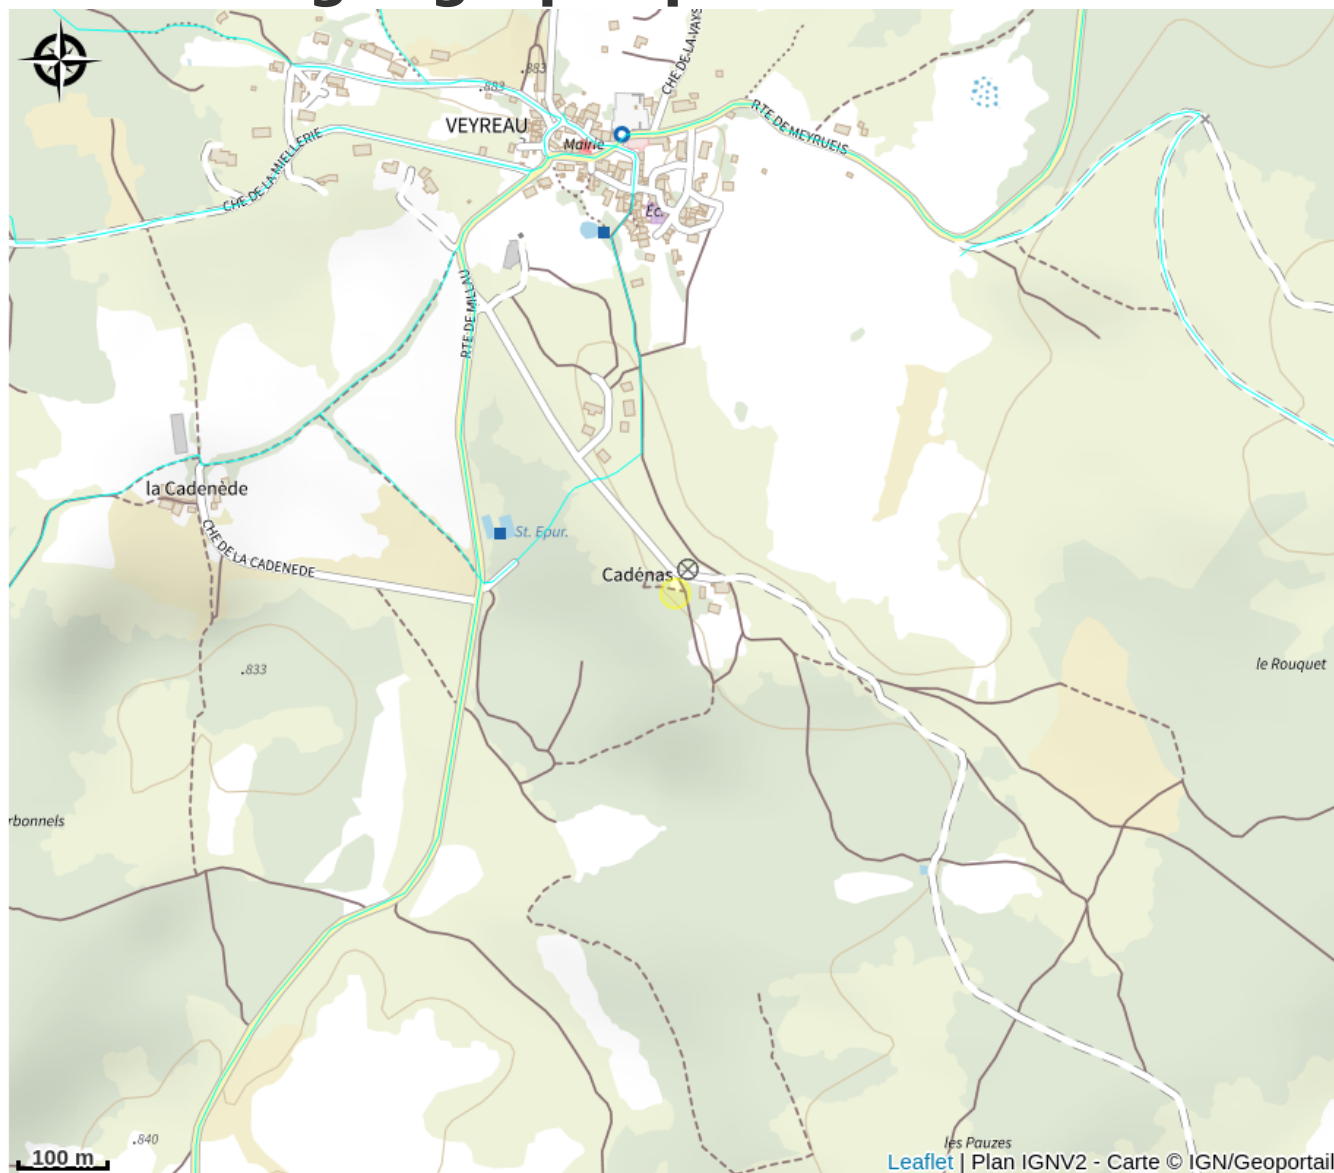 CHE DE-LA-VAYS
.883
.883
VEYREAU
RTE DE MEYRUEIS
Mairie
CHE DE-LA MIELLERIE
Éc.
RTE DE MILLAU
la Cadenède
St. Epur.
CHE DE LA CADENEDE
Cadénas
le Rouquet
.833
rbonnels
.840
les Pauzes
100 m
Leaflet | Plan IGNV2 - Carte © IGN/Geoportail